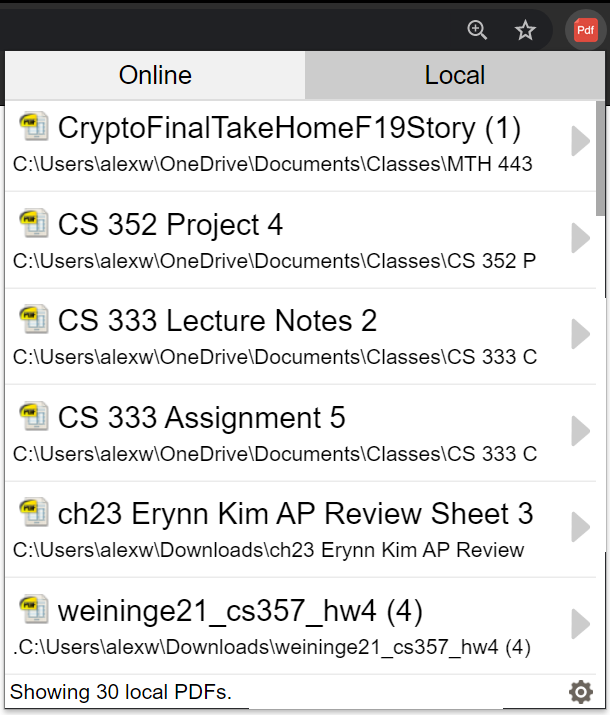 Pdf
Online Local
CryptoFinalTakeHomeF19Story (1)
C:\Users\alexw\OneDrive\Documents\Classes\MTH 443
CS 352 Project 4
C:\Users\alexw\OneDrive\Documents\Classes\CS 352 P
CS 333 Lecture Notes 2
C:\Users\alexw\OneDrive\Documents\Classes\CS 333 C
CS 333 Assignment 5
C:\Users\alexw\OneDrive\Documents\Classes\CS 333 C
ch23 Erynn Kim AP Review Sheet 3
C:\Users\alexw\Downloads\ch23 Erynn Kim AP Review
weininge21_cs357_hw4 (4)
.C:\Users\alexw\Downloads\weininge21_cs357_hw4 (4)
Showing 30 local PDFs.